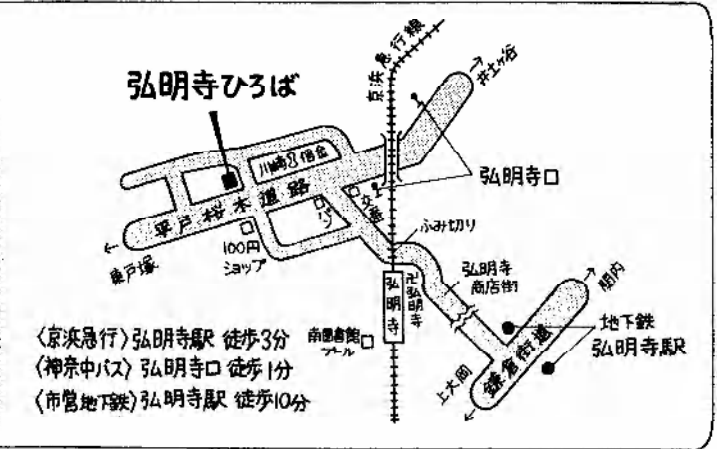 京浜急行線
井土ヶ谷
弘明寺ひろば
川崎信金
弘明寺口
平戸桜木道路
パン
交番
ふみ切り
100円
ショップ
東戸塚
弘明寺
卍弘明寺
弘明寺
商店街
関内
地下鉄
弘明寺駅
鎌倉街道
上大岡
南図書館
プール
〈京浜急行〉弘明寺駅 徒歩3分
〈神奈中バス〉弘明寺口 徒歩1分
〈市営地下鉄〉弘明寺駅 徒歩10分